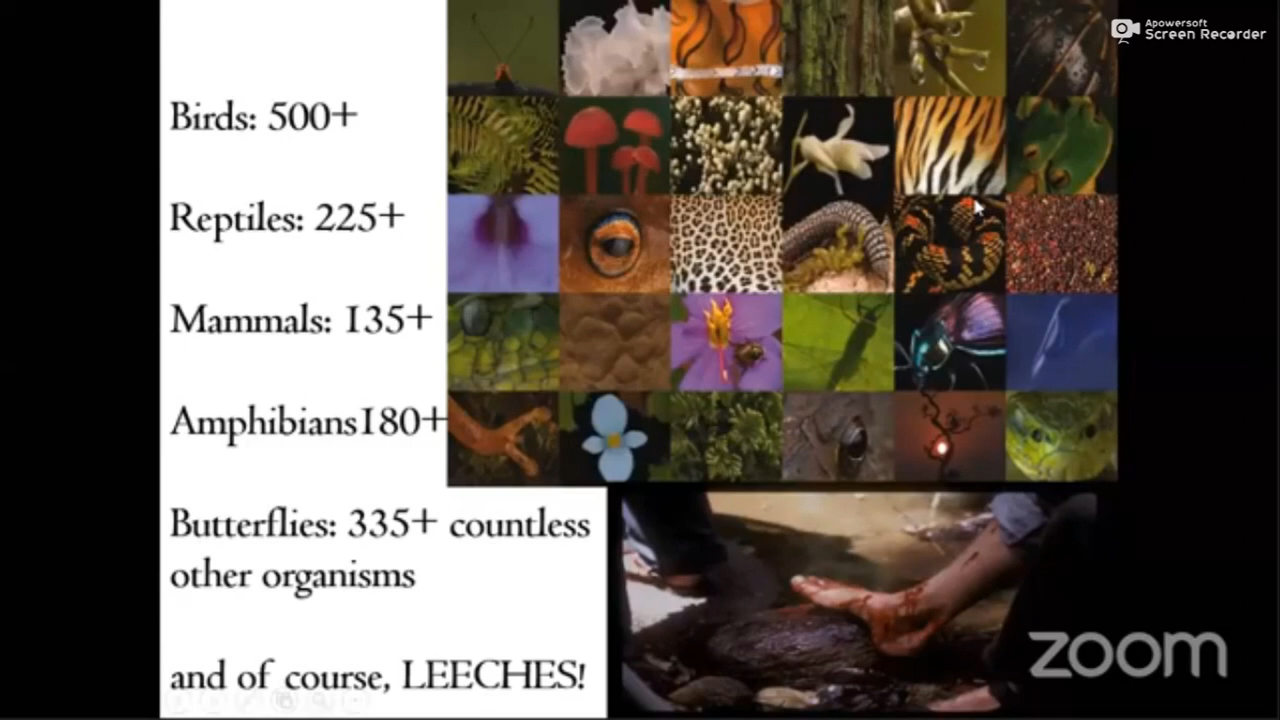 Apowersoft
Screen Recorder
Birds: 500+
Reptiles: 225+
Mammals: 135+
Amphibians180+
Butterflies: 335+ countless
other organisms
and of course, LEECHES!
zoom